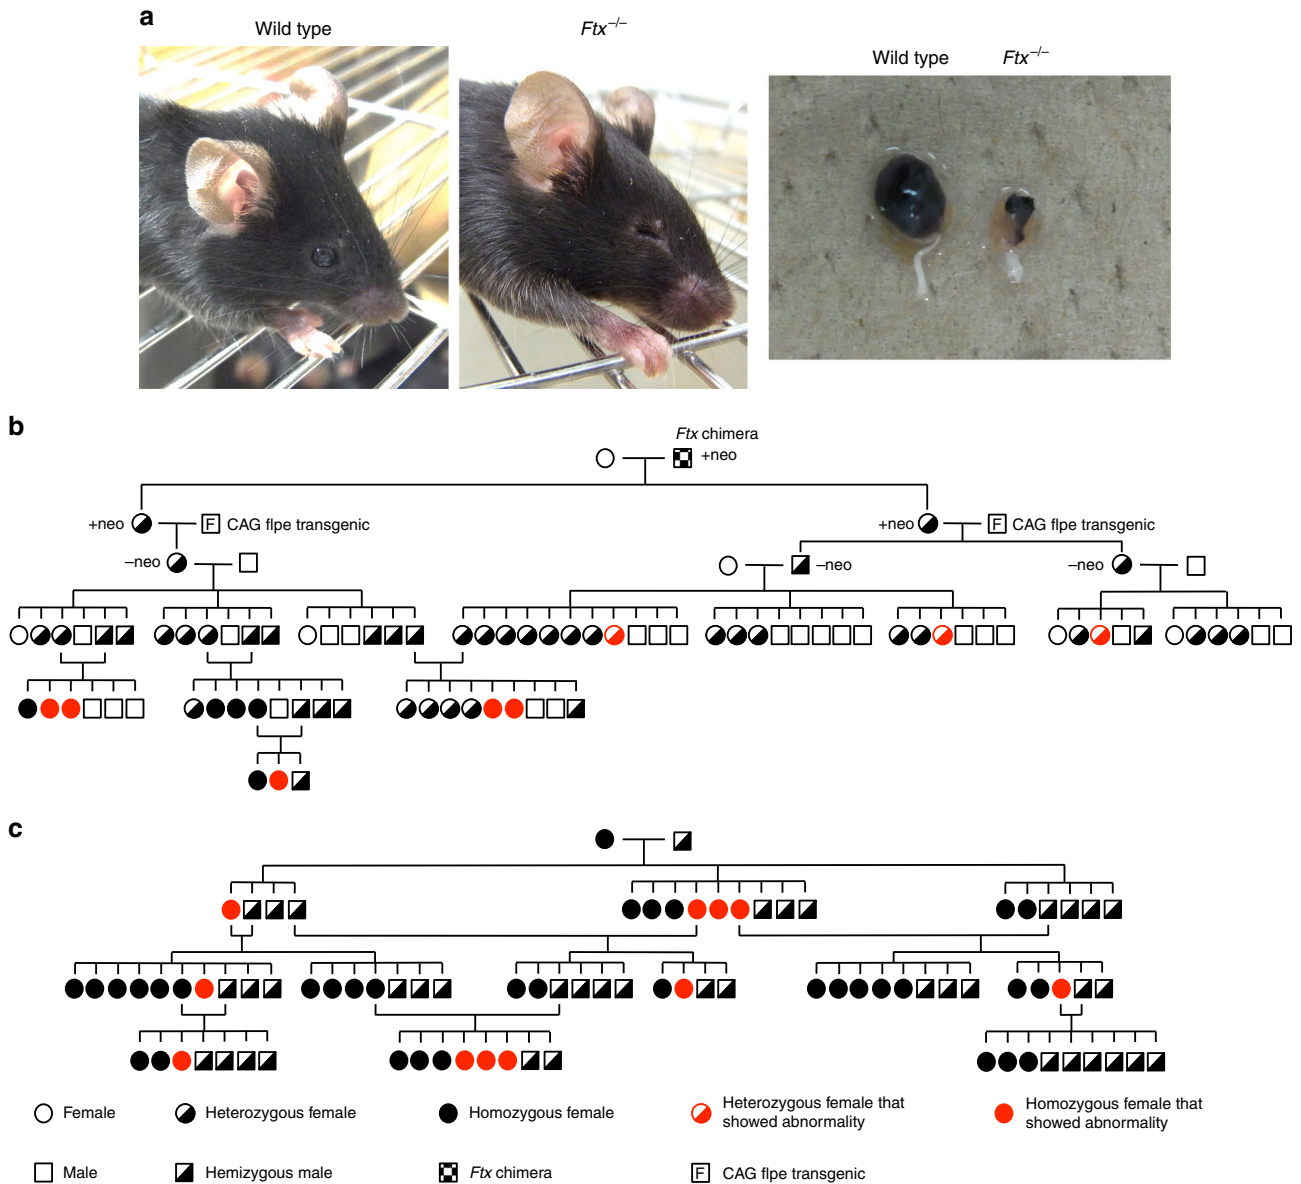 a
Wild type
Ftx–/–
Wild type
Ftx–/–
b
Ftx chimera
+neo
+neo
F
CAG flpe transgenic
+neo
F
CAG flpe transgenic
–neo
–neo
–neo
c
Female
Heterozygous female
Homozygous female
Heterozygous female that
showed abnormality
Homozygous female that
showed abnormality
Male
Hemizygous male
Ftx chimera
F
CAG flpe transgenic